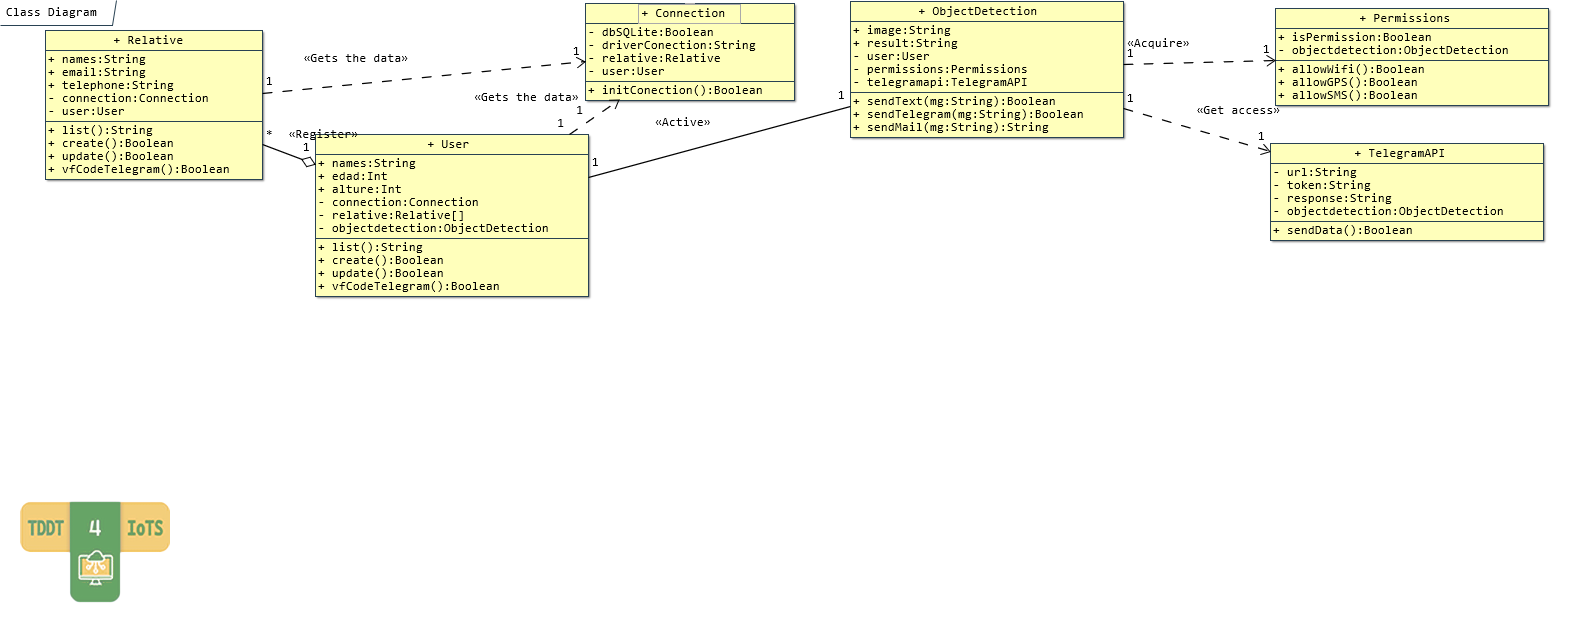 Class Diagram
+ Relative
+ names:String
+ email:String
+ telephone:String
- connection:Connection
- user:User
+ list():String
+ create():Boolean
+ update():Boolean
+ vfCodeTelegram():Boolean
«Gets the data»
1
1
+ Connection
- dbSQLite:Boolean
- driverConection:String
- relative:Relative
- user:User
+ initConection():Boolean
«Gets the data»
1
1
* «Register»
1
+ User
+ names:String
+ edad:Int
+ alture:Int
- connection:Connection
- relative:Relative[]
- objectdetection:ObjectDetection
+ list():String
+ create():Boolean
+ update():Boolean
+ vfCodeTelegram():Boolean
«Active»
1
1
+ ObjectDetection
+ image:String
+ result:String
- user:User
- permissions:Permissions
- telegramapi:TelegramAPI
+ sendText(mg:String):Boolean
+ sendTelegram(mg:String):Boolean
+ sendMail(mg:String):String
«Acquire»
1
1
+ Permissions
+ isPermission:Boolean
- objectdetection:ObjectDetection
+ allowWifi():Boolean
+ allowGPS():Boolean
+ allowSMS():Boolean
1
«Get access»
1
+ TelegramAPI
- url:String
- token:String
- response:String
- objectdetection:ObjectDetection
+ sendData():Boolean
TDDT 4 IoTS